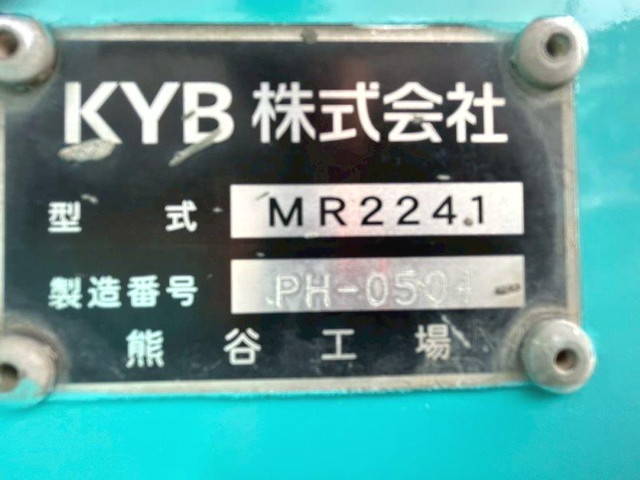 KYB 株式会社
型 式 MR2241
製造番号 PH-0504
熊 谷 工 場